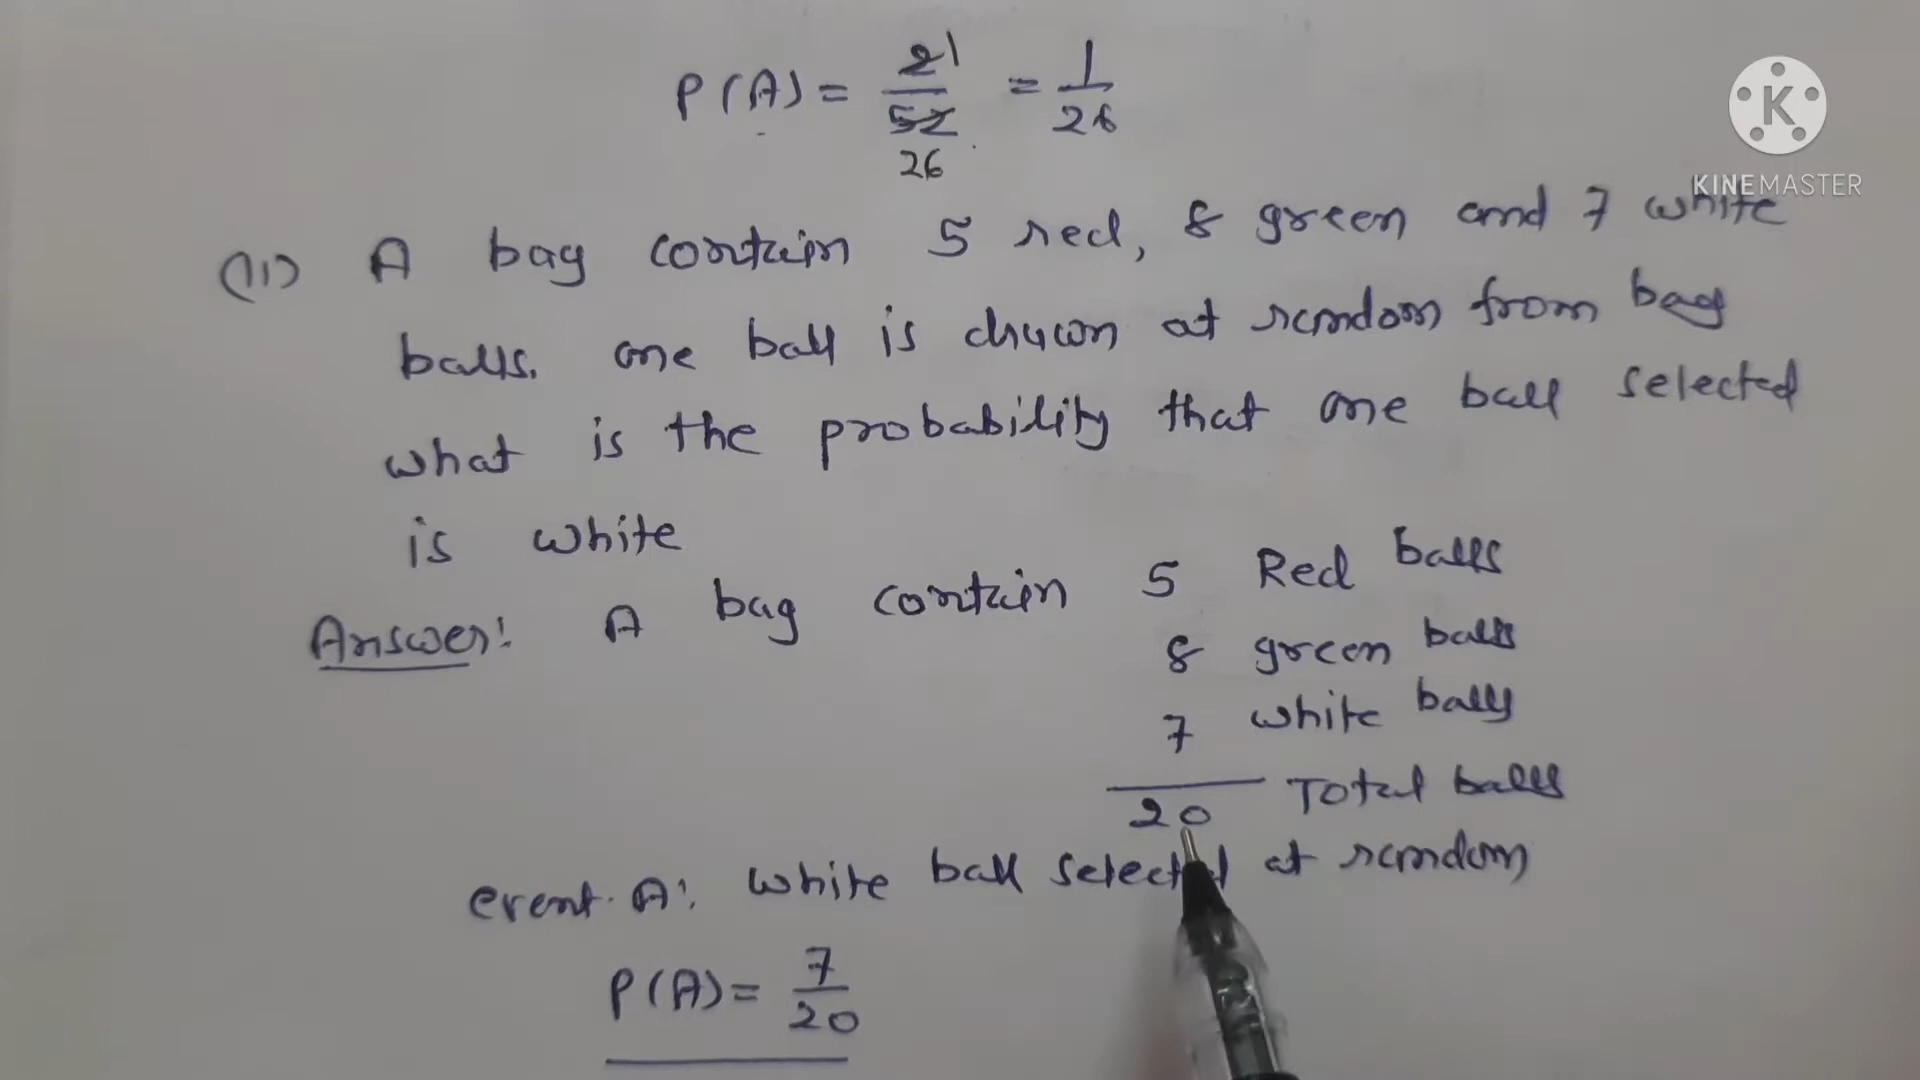 P(A) = 21/52 = 1/26
26
K
KINEMASTER
(11) A bag contain 5 red, 8 green and 7 white
balls. one ball is drawn at random from bag
what is the probability that one ball selected
is white
Answer: A bag contain 5 Red balls
8 green balls
7 white balls
20 Total balls
event A: white ball selected at random
P(A) = 7/20